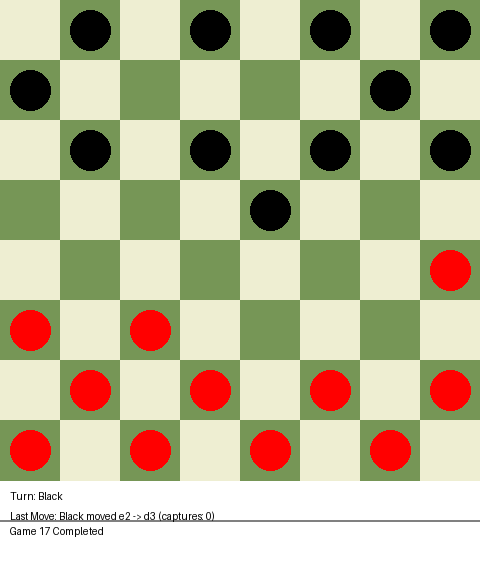 Turn: Black
Last Move: Black moved e2 -> d3 (captures: 0)
Game 17 Completed